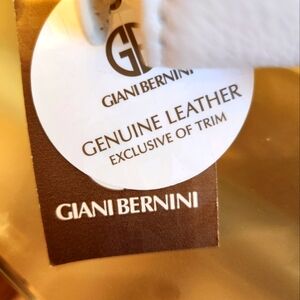 GB
GIANI BERNINI
GENUINE LEATHER
EXCLUSIVE OF TRIM
GIANI BERNINI